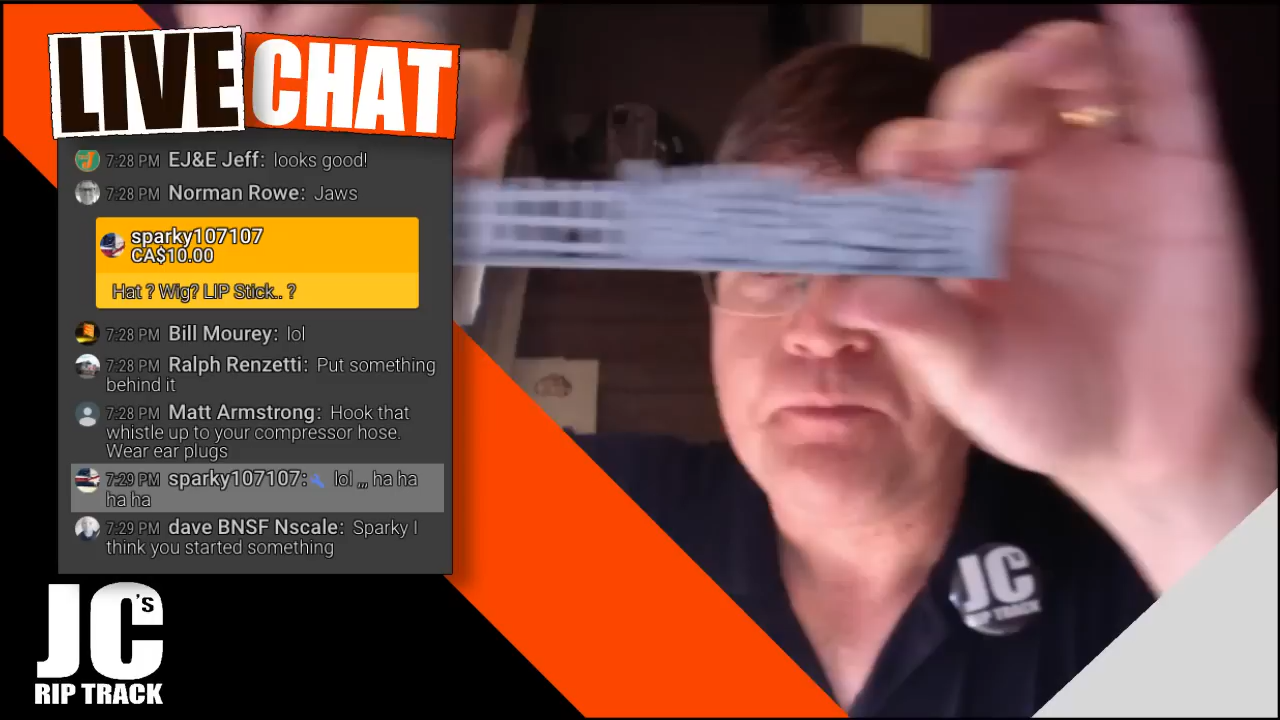 LIVE CHAT
7:28 PM EJ&E Jeff: looks good!
7:28 PM Norman Rowe: Jaws
sparky107107
CA$10.00
Hat ? Wig? LIP Stick.. ?
7:28 PM Bill Mourey: lol
7:28 PM Ralph Renzetti: Put something
behind it
7:28 PM Matt Armstrong: Hook that
whistle up to your compressor hose.
Wear ear plugs
7:29 PM sparky107107: lol ,,, ha ha
ha ha
7:29 PM dave BNSF Nscale: Sparky I
think you started something
JC's
RIP TRACK
JC's
RIP TRACK